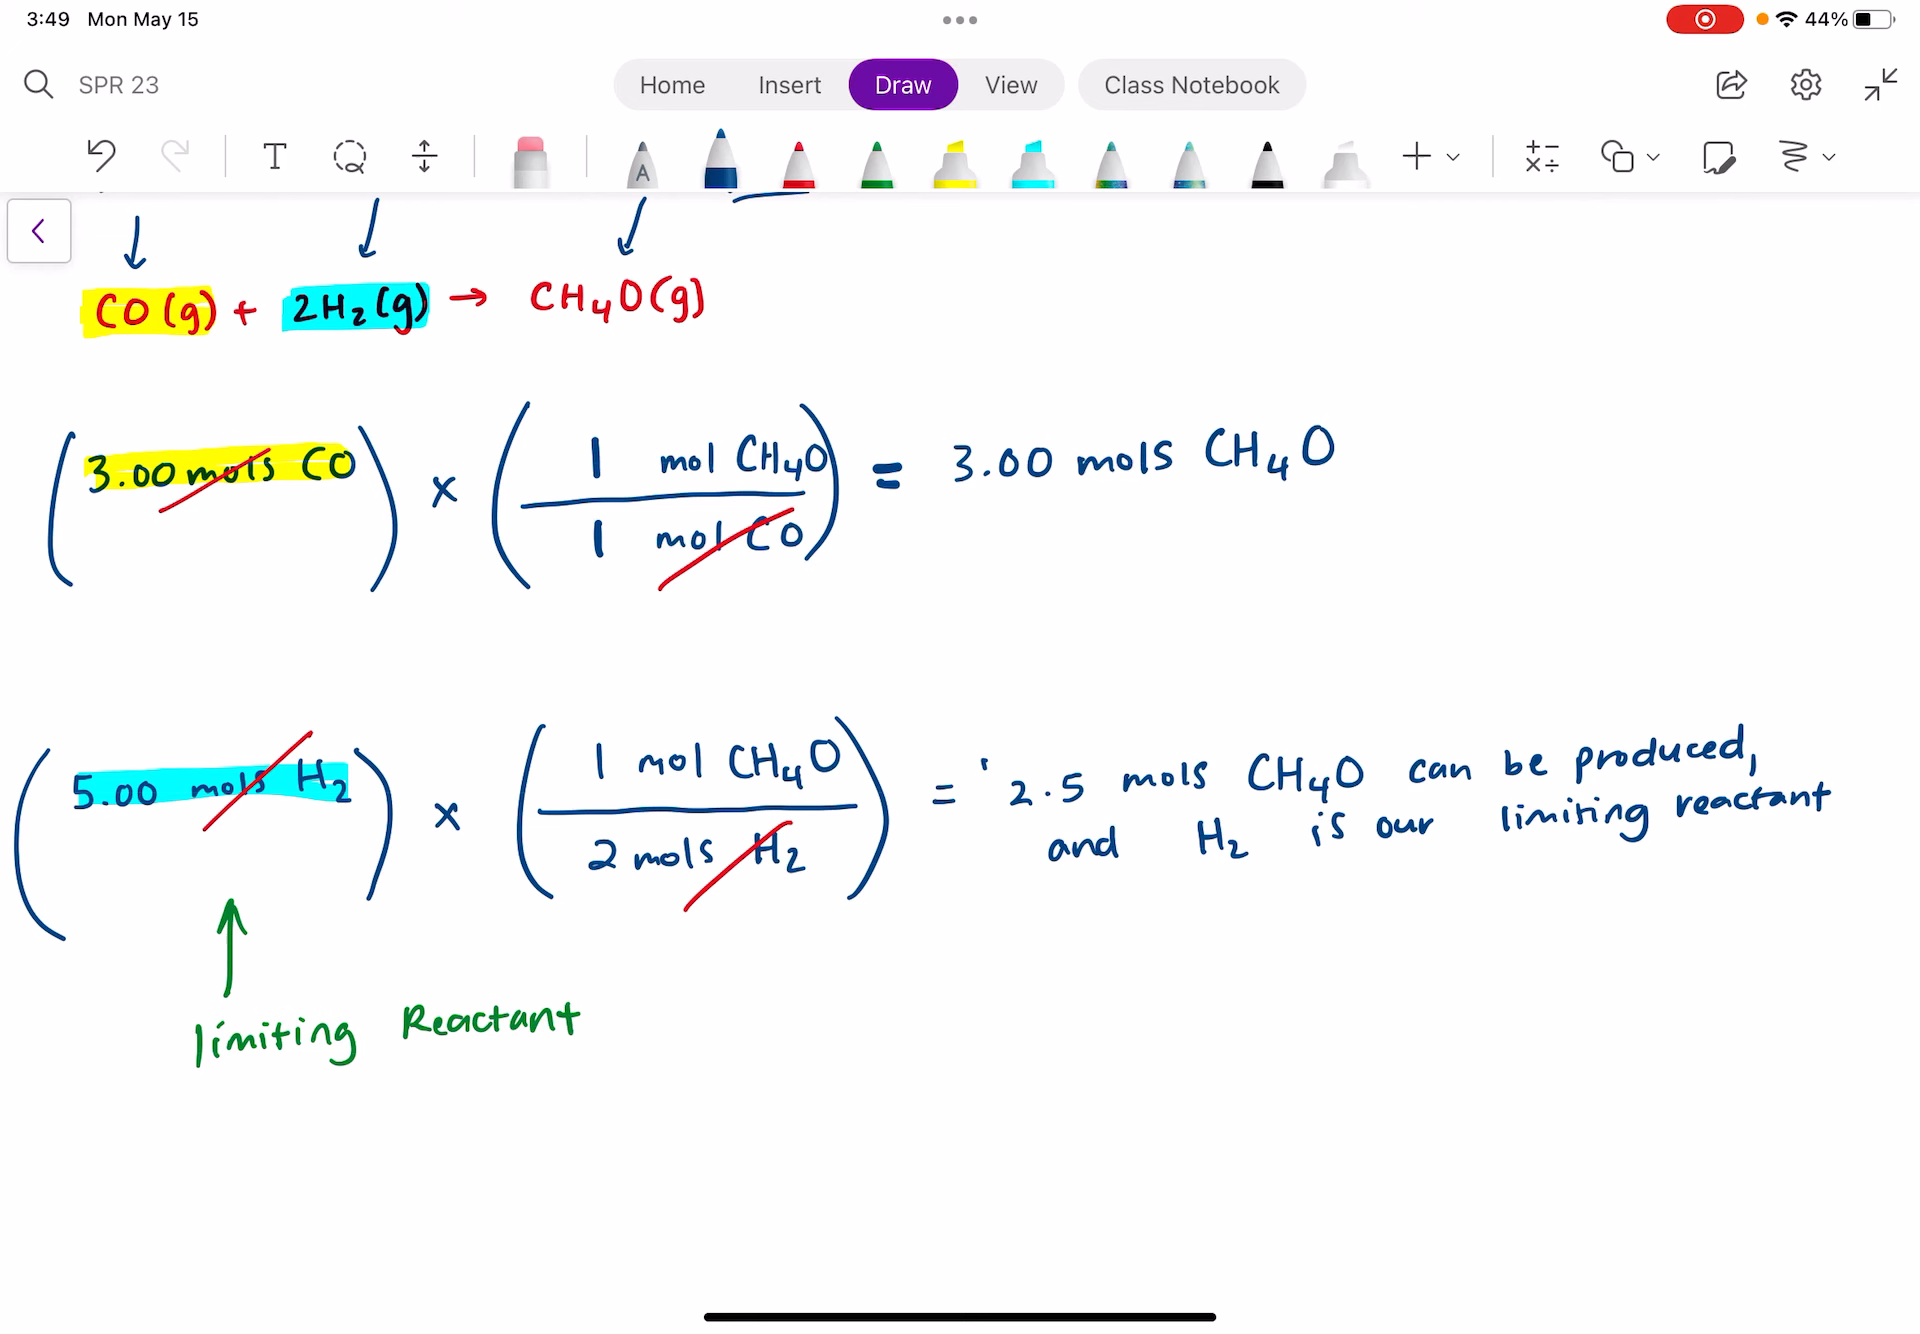 3:49 Mon May 15
44%
SPR 23
Home Insert Draw View Class Notebook
T A
CO(g) + 2H₂(g) → CH₄O(g)
(3.00 mols CO) x (1 mol CH₄O / 1 mol CO) = 3.00 mols CH₄O
(5.00 mols H₂) x (1 mol CH₄O / 2 mols H₂) = 2.5 mols CH₄O can be produced,
and H₂ is our limiting reactant
limiting Reactant